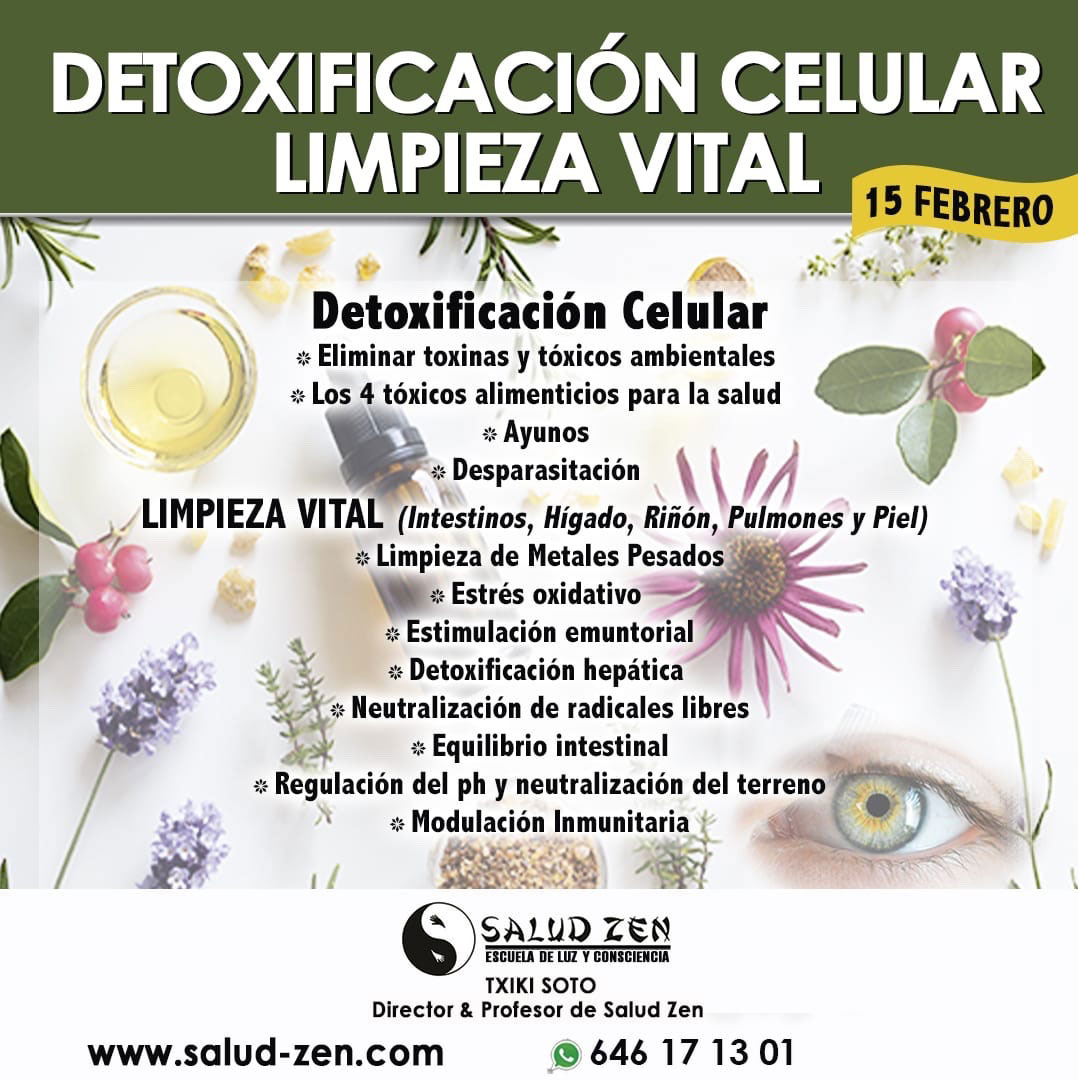 DETOXIFICACIÓN CELULAR
LIMPIEZA VITAL
15 FEBRERO
Detoxificación Celular
Eliminar toxinas y tóxicos ambientales
Los 4 tóxicos alimenticios para la salud
Ayunos
Desparasitación
LIMPIEZA VITAL (Intestinos, Hígado, Riñón, Pulmones y Piel)
Limpieza de Metales Pesados
Estrés oxidativo
Estimulación emuntorial
Detoxificación hepática
Neutralización de radicales libres
Equilibrio intestinal
Regulación del ph y neutralización del terreno
Modulación Inmunitaria
SALUD ZEN
ESCUELA DE LUZ Y CONSCIENCIA
TXIKI SOTO
Director & Profesor de Salud Zen
www.salud-zen.com 646 17 13 01